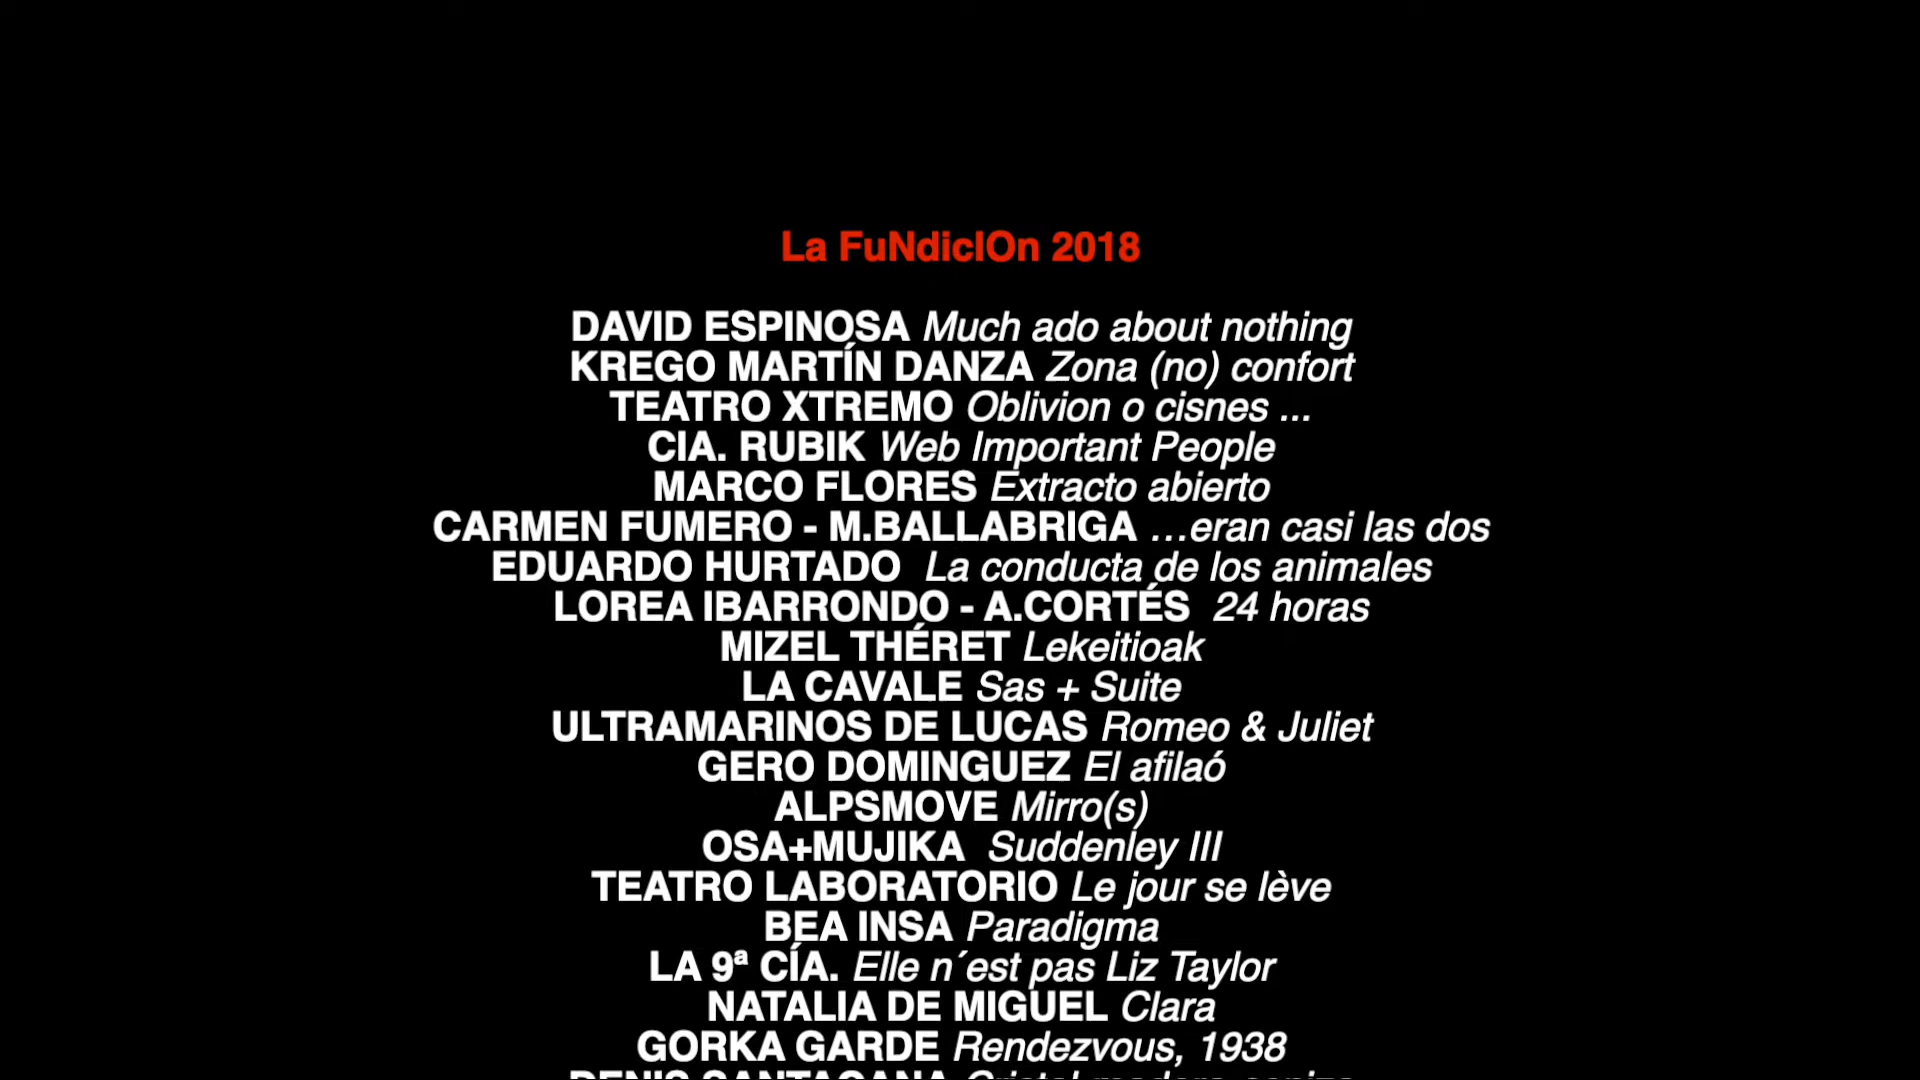 La FuNdicIOn 2018
DAVID ESPINOSA Much ado about nothing
KREGO MARTÍN DANZA Zona (no) confort
TEATRO XTREMO Oblivion o cisnes ...
CIA. RUBIK Web Important People
MARCO FLORES Extracto abierto
CARMEN FUMERO - M.BALLABRIGA …eran casi las dos
EDUARDO HURTADO La conducta de los animales
LOREA IBARRONDO - A.CORTÉS 24 horas
MIZEL THÉRET Lekeitioak
LA CAVALE Sas + Suite
ULTRAMARINOS DE LUCAS Romeo & Juliet
GERO DOMINGUEZ El afilaó
ALPSMOVE Mirro(s)
OSA+MUJIKA Suddenley III
TEATRO LABORATORIO Le jour se lève
BEA INSA Paradigma
LA 9ª CÍA. Elle n´est pas Liz Taylor
NATALIA DE MIGUEL Clara
GORKA GARDE Rendezvous, 1938
DENIS SANTACANA